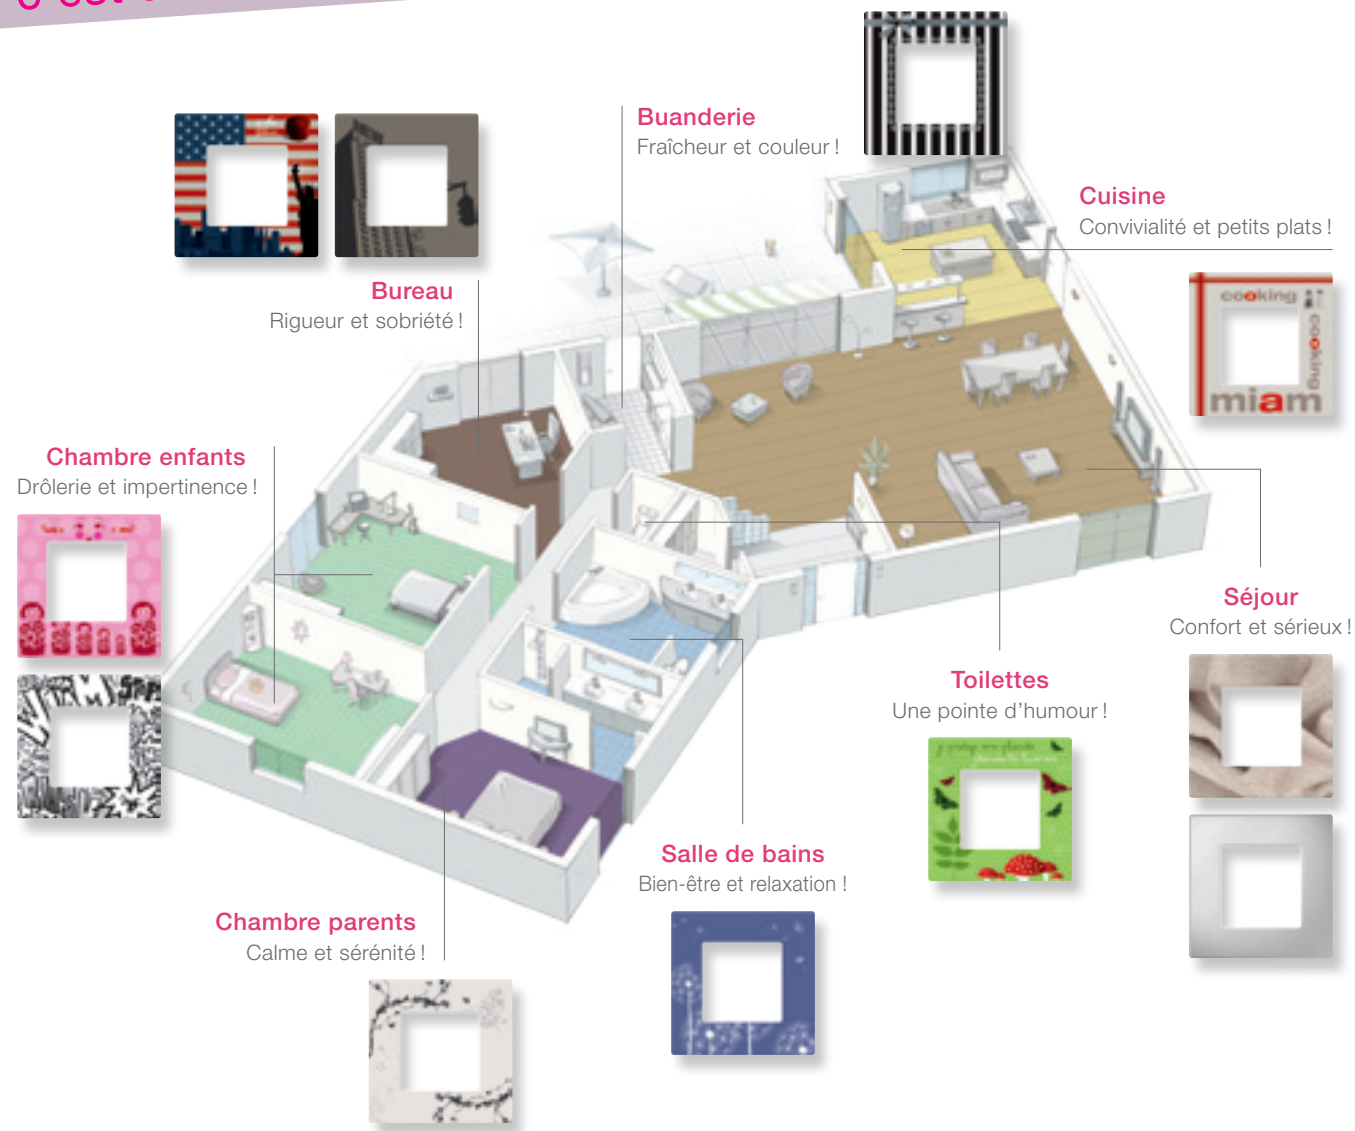 Buanderie
Fraîcheur et couleur !
Cuisine
Convivialité et petits plats !
Bureau
Rigueur et sobriété !
cooking
cooking
miam
Chambre enfants
Drôlerie et impertinence !
Séjour
Confort et sérieux !
Toilettes
Une pointe d’humour !
Salle de bains
Bien-être et relaxation !
Chambre parents
Calme et sérénité !